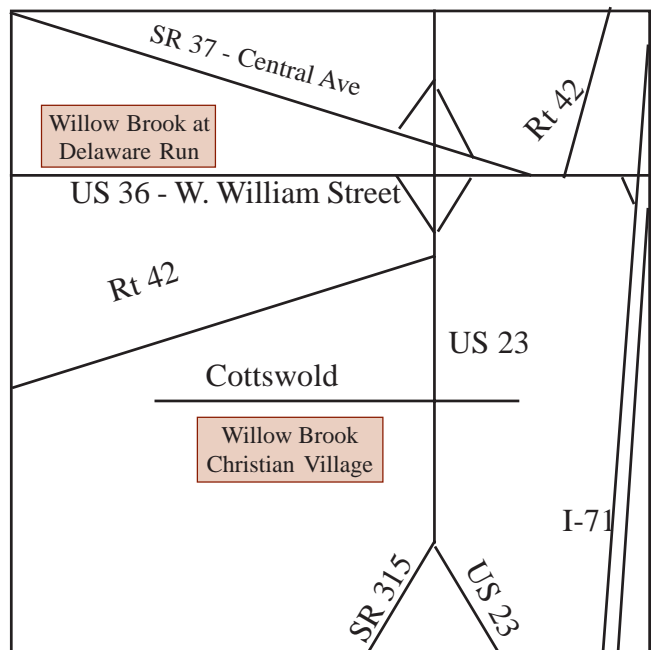 SR 37 - Central Ave
Rt 42
Willow Brook at
Delaware Run
US 36 - W. William Street
Rt 42
US 23
Cottswold
Willow Brook
Christian Village
I-71
SR 315
US 23